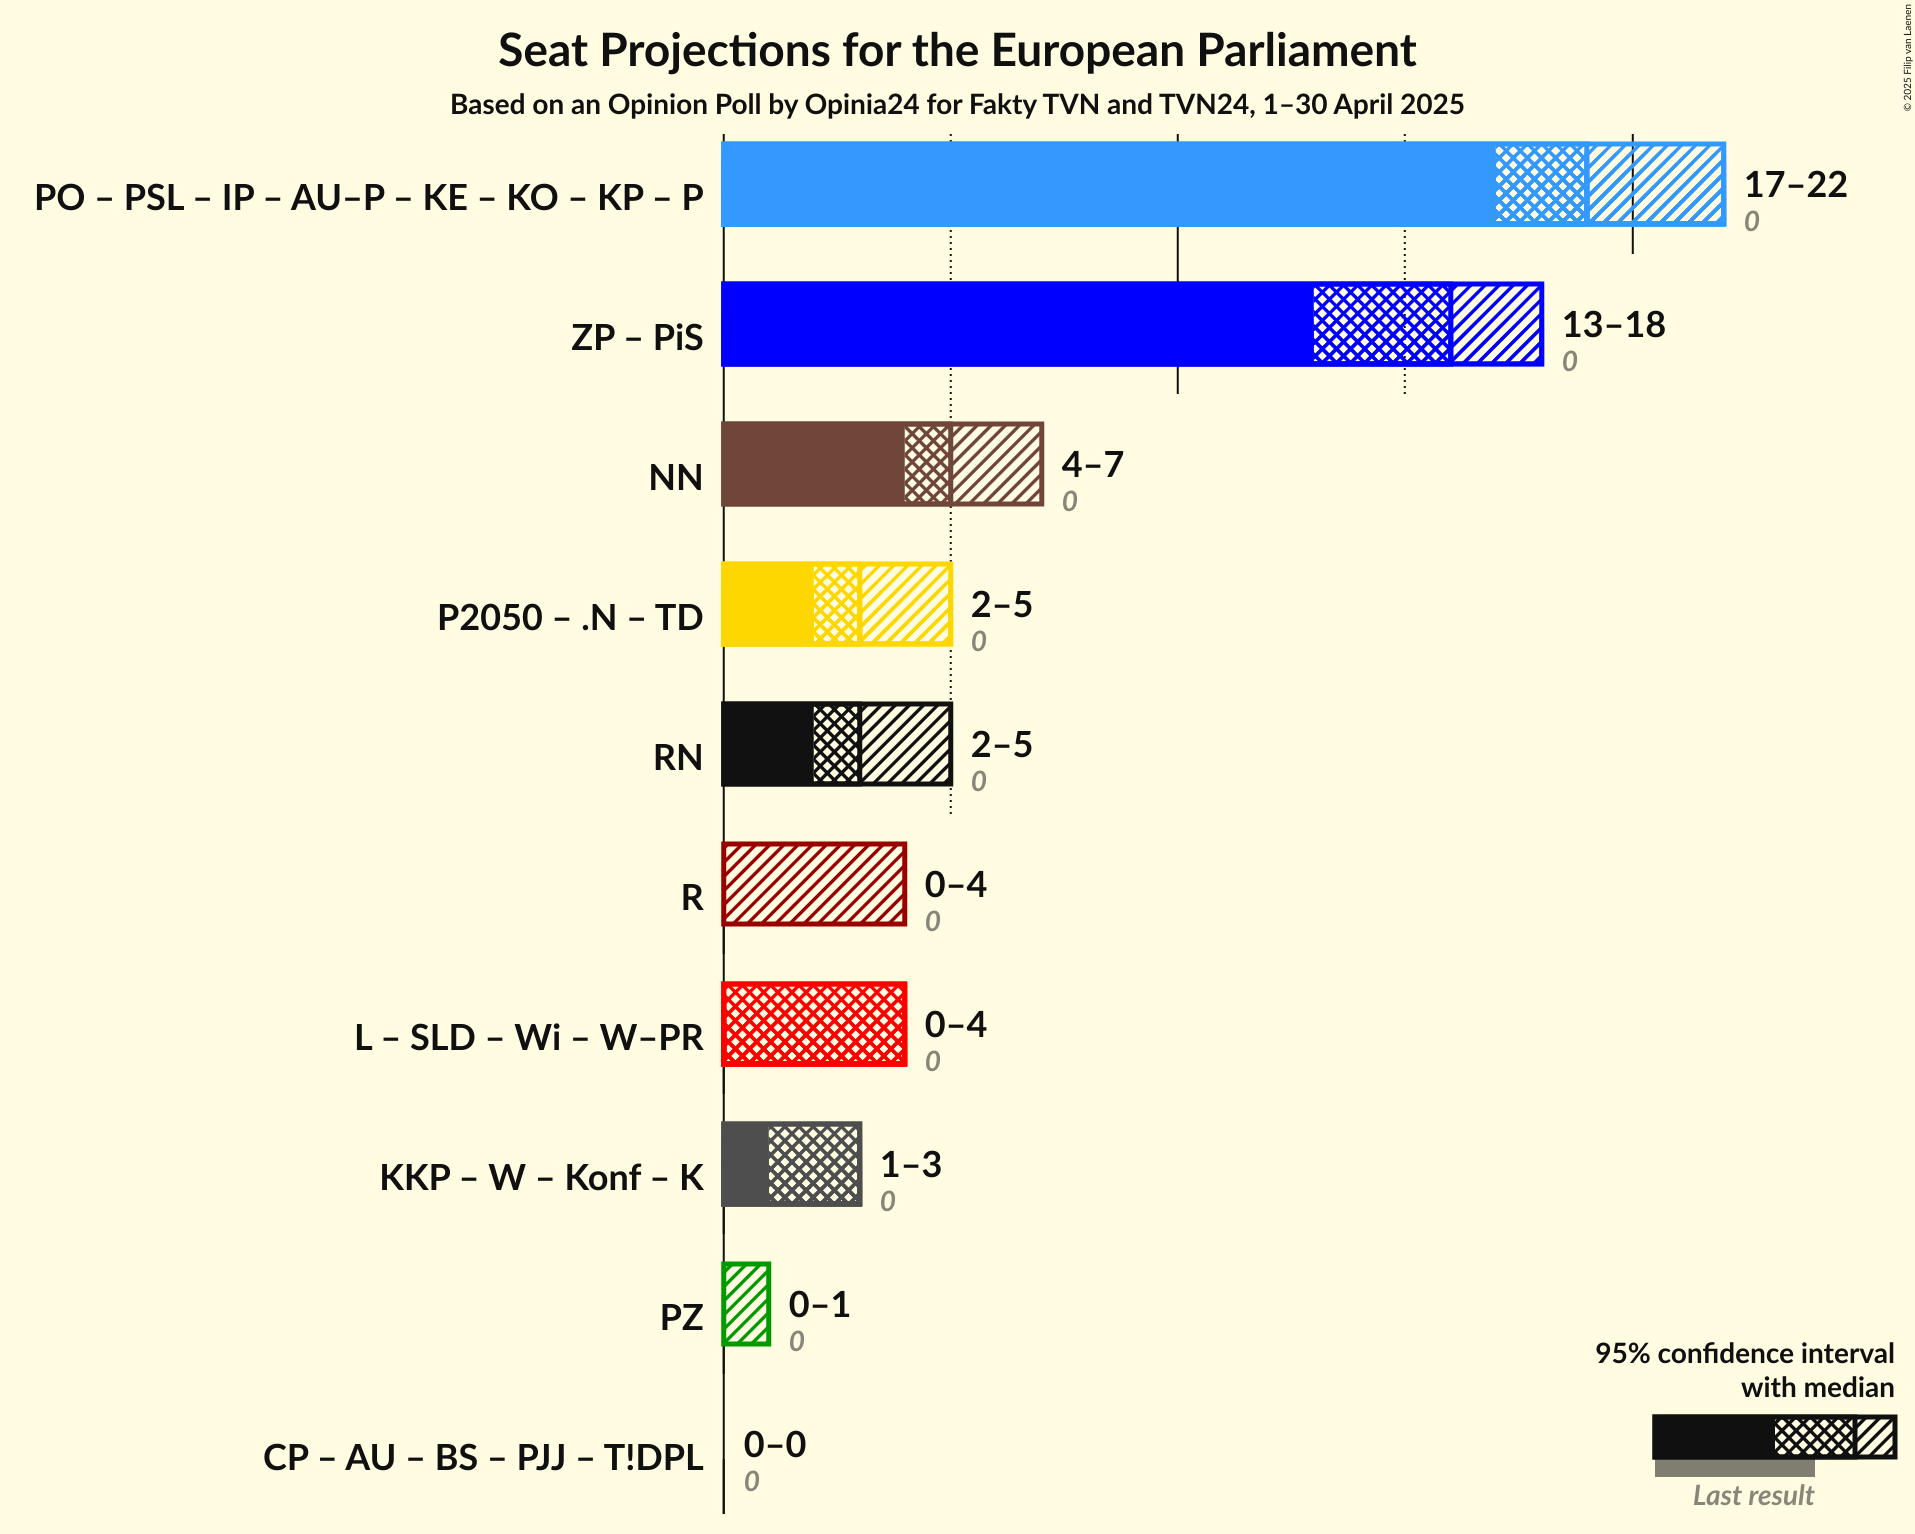 Seat Projections for the European Parliament
Based on an Opinion Poll by Opinia24 for Fakty TVN and TVN24, 1–30 April 2025
© 2025 Filip van Laenen
PO – PSL – IP – AU–P – KE – KO – KP – P
17–22
0
ZP – PiS
13–18
0
NN
4–7
0
P2050 – .N – TD
2–5
0
RN
2–5
0
R
0–4
0
L – SLD – Wi – W–PR
0–4
0
KKP – W – Konf – K
1–3
0
PZ
0–1
0
CP – AU – BS – PJJ – T!DPL
0–0
0
95% confidence interval
with median
Last result